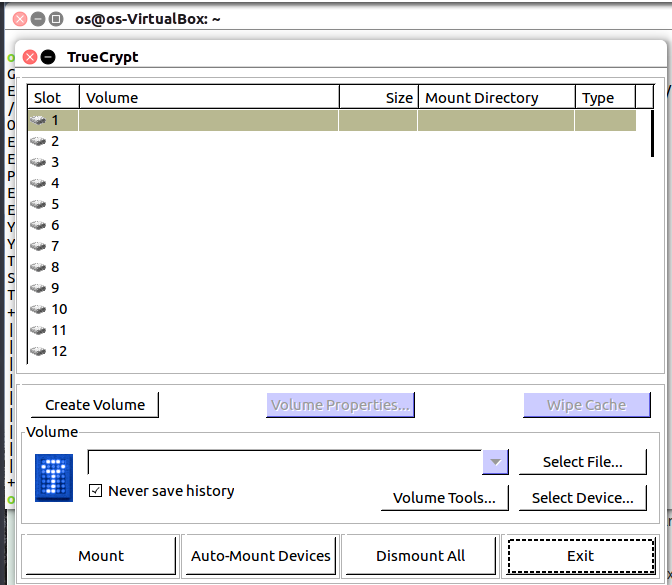 os@os-VirtualBox: ~
TrueCrypt
Slot Volume Size Mount Directory Type
1
2
3
4
5
6
7
8
9
10
11
12
Create Volume Volume Properties... Wipe Cache
Volume
Select File...
Never save history
Volume Tools... Select Device...
Mount Auto-Mount Devices Dismount All Exit